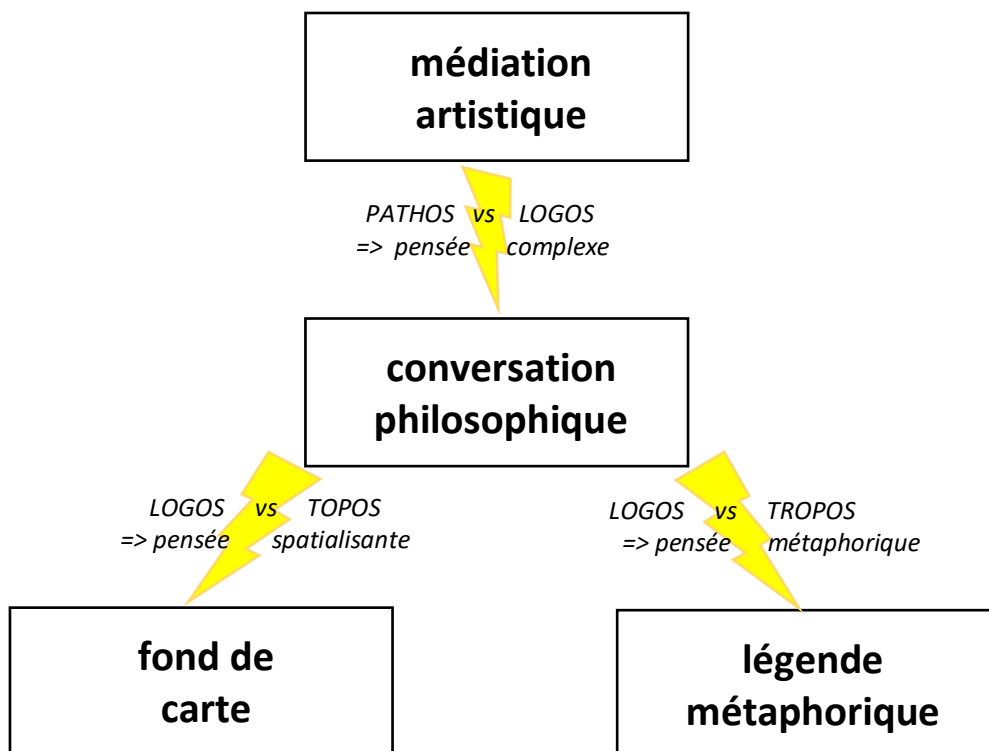 médiation
artistique
PATHOS vs LOGOS
=> pensée complexe
conversation
philosophique
LOGOS vs TOPOS
=> pensée spatialisante
LOGOS vs TROPOS
=> pensée métaphorique
fond de
carte
légende
métaphorique